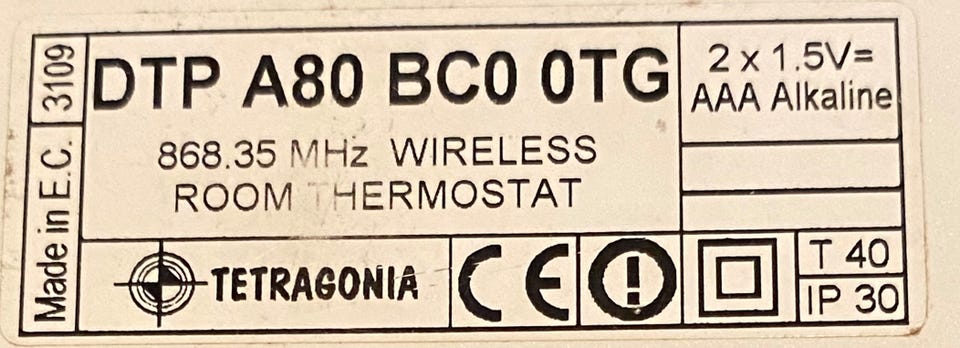 3109
Made in E.C.
DTP A80 BC0 0TG
868.35 MHz WIRELESS
ROOM THERMOSTAT
2 x 1.5V=
AAA Alkaline
TETRAGONIA
CE
T 40
IP 30